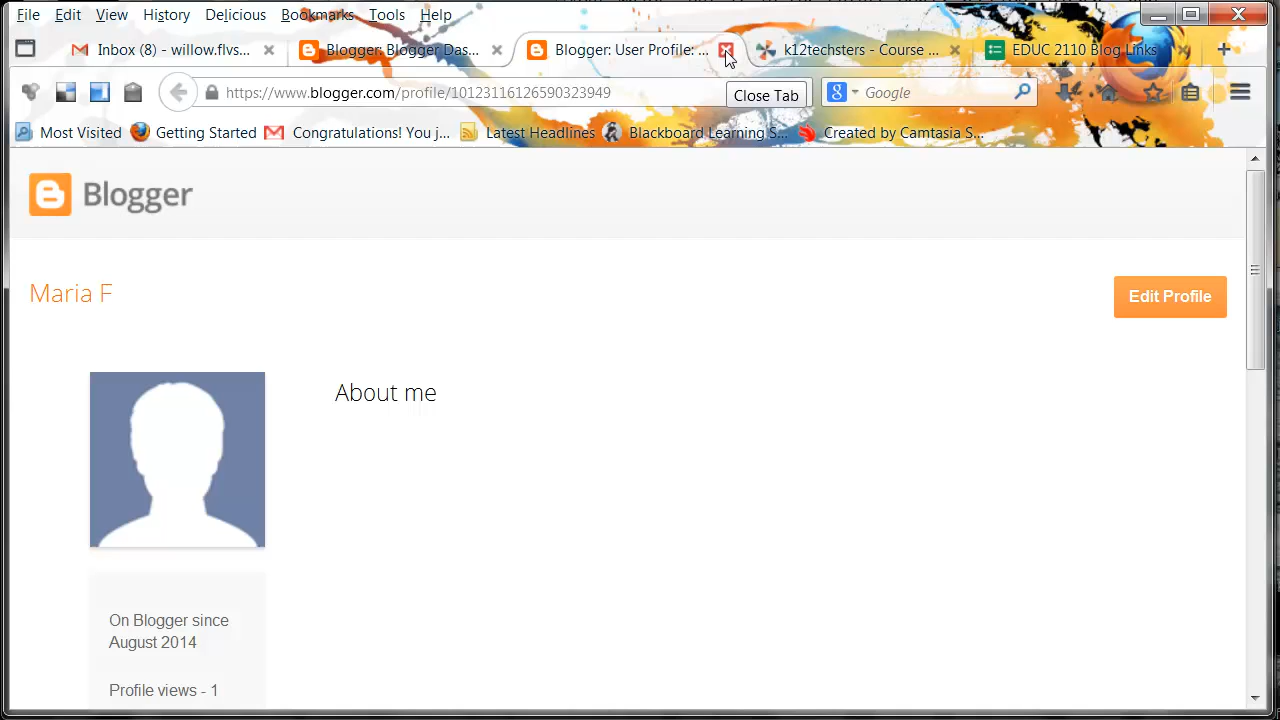 File Edit View History Delicious Bookmarks Tools Help
Inbox (8) - willow.flvs... Blogger: Blogger Das... Blogger: User Profile: ... k12techsters - Course ... EDUC 2110 Blog Links
https://www.blogger.com/profile/10123116126590323949 Google
Close Tab
Most Visited Getting Started Congratulations! You j... Latest Headlines Blackboard Learning S... Created by Camtasia S...
Blogger
Maria F
Edit Profile
About me
On Blogger since
August 2014
Profile views - 1